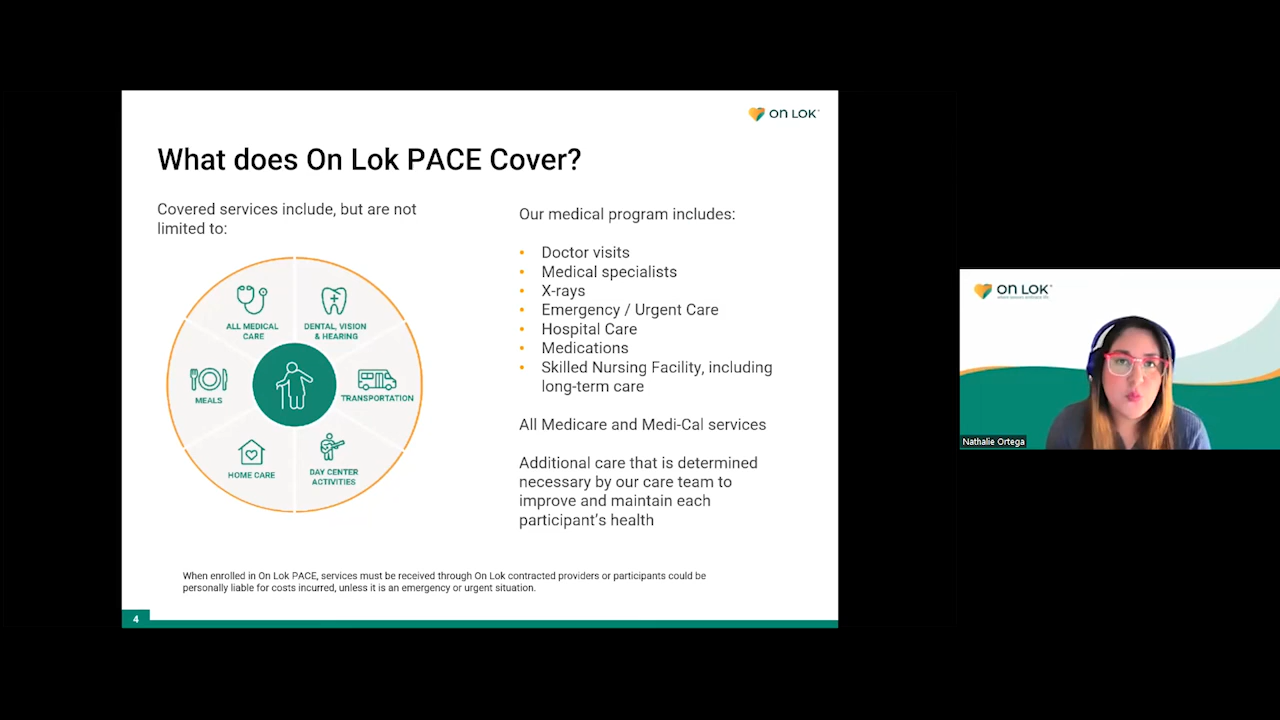 ON LOK
What does On Lok PACE Cover?
Covered services include, but are not
limited to:
ALL MEDICAL
CARE
DENTAL, VISION
& HEARING
MEALS
TRANSPORTATION
HOME CARE
DAY CENTER
ACTIVITIES
Our medical program includes:
• Doctor visits
• Medical specialists
• X-rays
• Emergency / Urgent Care
• Hospital Care
• Medications
• Skilled Nursing Facility, including
long-term care
All Medicare and Medi-Cal services
Additional care that is determined
necessary by our care team to
improve and maintain each
participant's health
When enrolled in On Lok PACE, services must be received through On Lok contracted providers or participants could be
personally liable for costs incurred, unless it is an emergency or urgent situation.
4
ON LOK
Nathalie Ortega